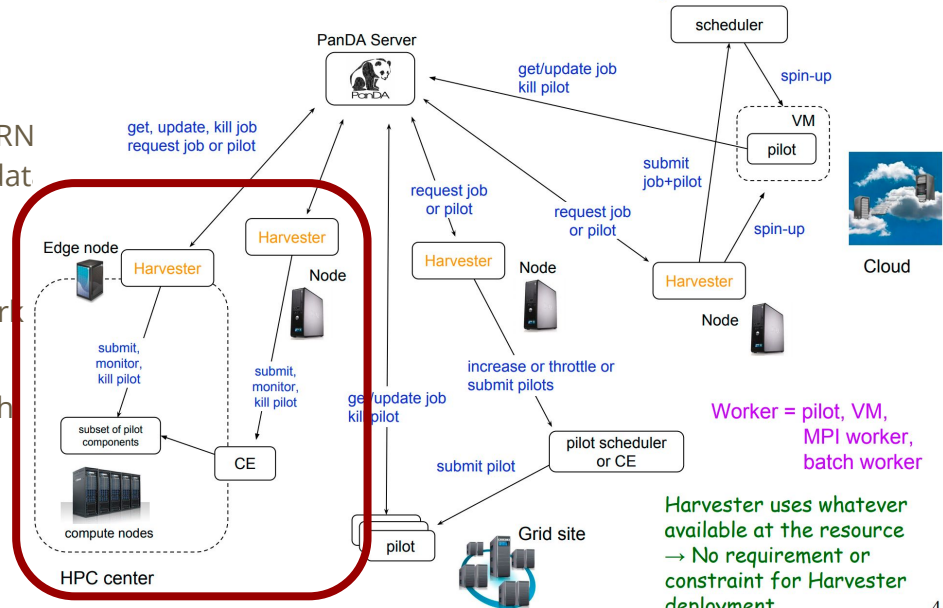 scheduler
PanDA Server
PanDA
get/update job
kill pilot
spin-up
VM
pilot
get, update, kill job
request job or pilot
RN
submit
job+pilot
request job
or pilot
request job
or pilot
spin-up
Cloud
Edge node
Harvester
Harvester
Node
Harvester
Node
Harvester
Node
submit,
monitor,
kill pilot
submit,
monitor,
kill pilot
increase or throttle or
submit pilots
get/update job
kill pilot
subset of pilot
components
CE
pilot scheduler
or CE
submit pilot
compute nodes
HPC center
pilot
Grid site
Worker = pilot, VM,
MPI worker,
batch worker
Harvester uses whatever
available at the resource
→ No requirement or
constraint for Harvester
deployment